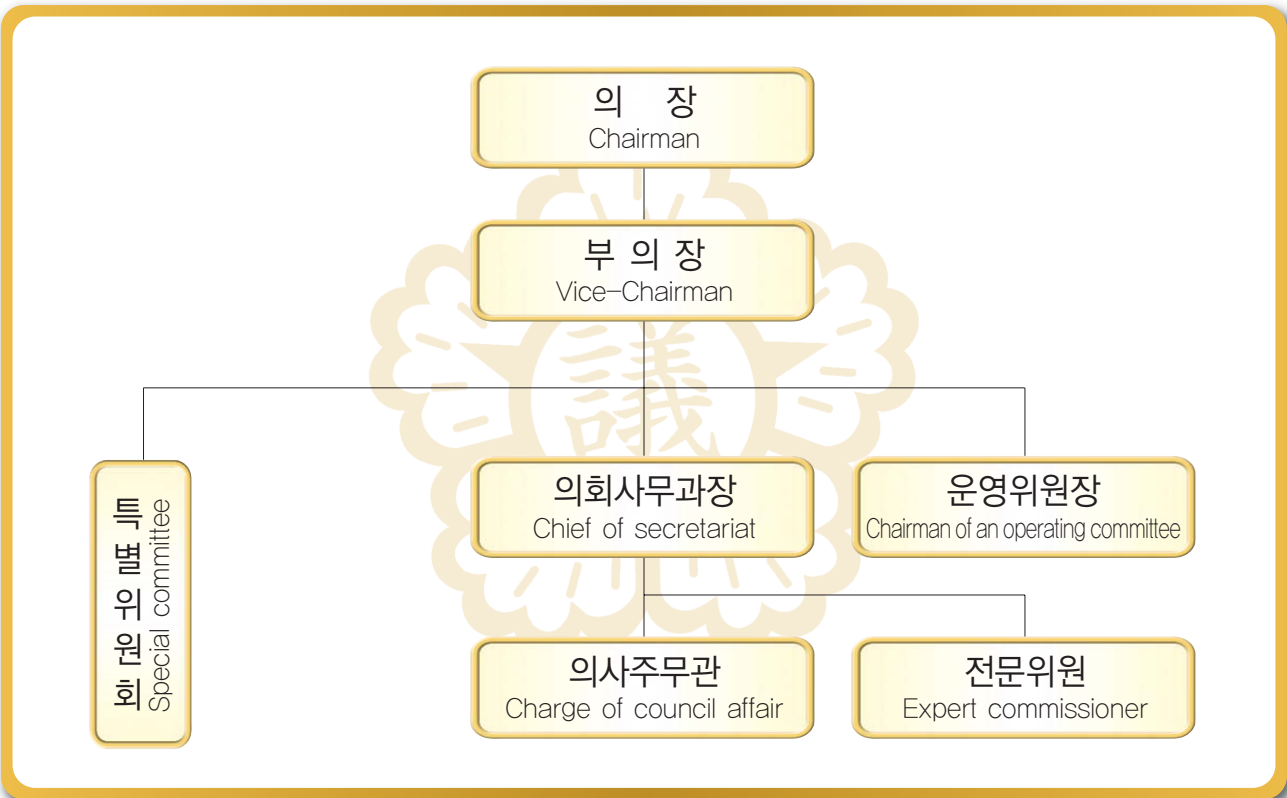 의 장
Chairman
부 의 장
Vice-Chairman
議
특별위원회
Special committee
의회사무과장
Chief of secretariat
운영위원장
Chairman of an operating committee
의사주무관
Charge of council affair
전문위원
Expert commissioner